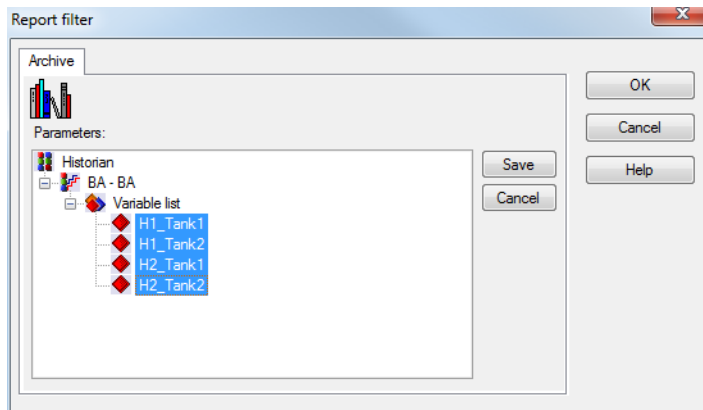 Report filter
Archive
OK
Parameters:
Cancel
Historian
Save
Help
BA - BA
Cancel
Variable list
H1_Tank1
H1_Tank2
H2_Tank1
H2_Tank2